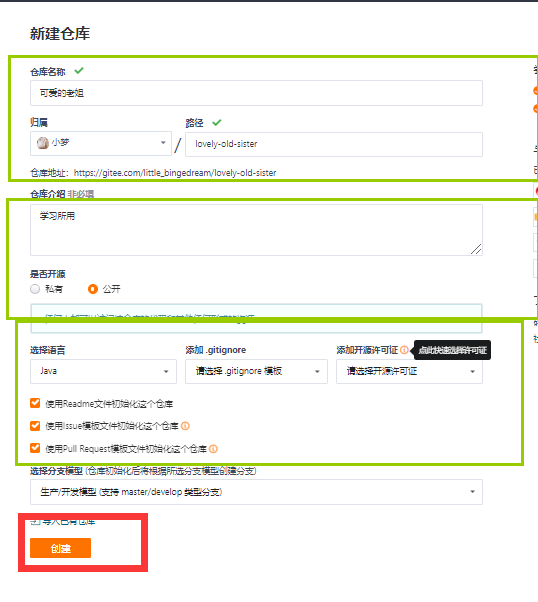 新建仓库
仓库名称
可爱的老姐
归属
路径
小梦
/
lovely-old-sister
仓库地址：https://gitee.com/little_bingedream/lovely-old-sister
仓库介绍 非必填
学习所用
是否开源
私有
公开
选择语言
添加 .gitignore
添加开源许可证
点此快速选择许可证
Java
请选择 .gitignore 模板
请选择开源许可证
使用Readme文件初始化这个仓库
使用Issue模板文件初始化这个仓库
使用Pull Request模板文件初始化这个仓库
选择分支模型 (仓库初始化后将根据所选分支模型创建分支)
生产/开发模型 (支持 master/develop 类型分支)
导入已有仓库
创建